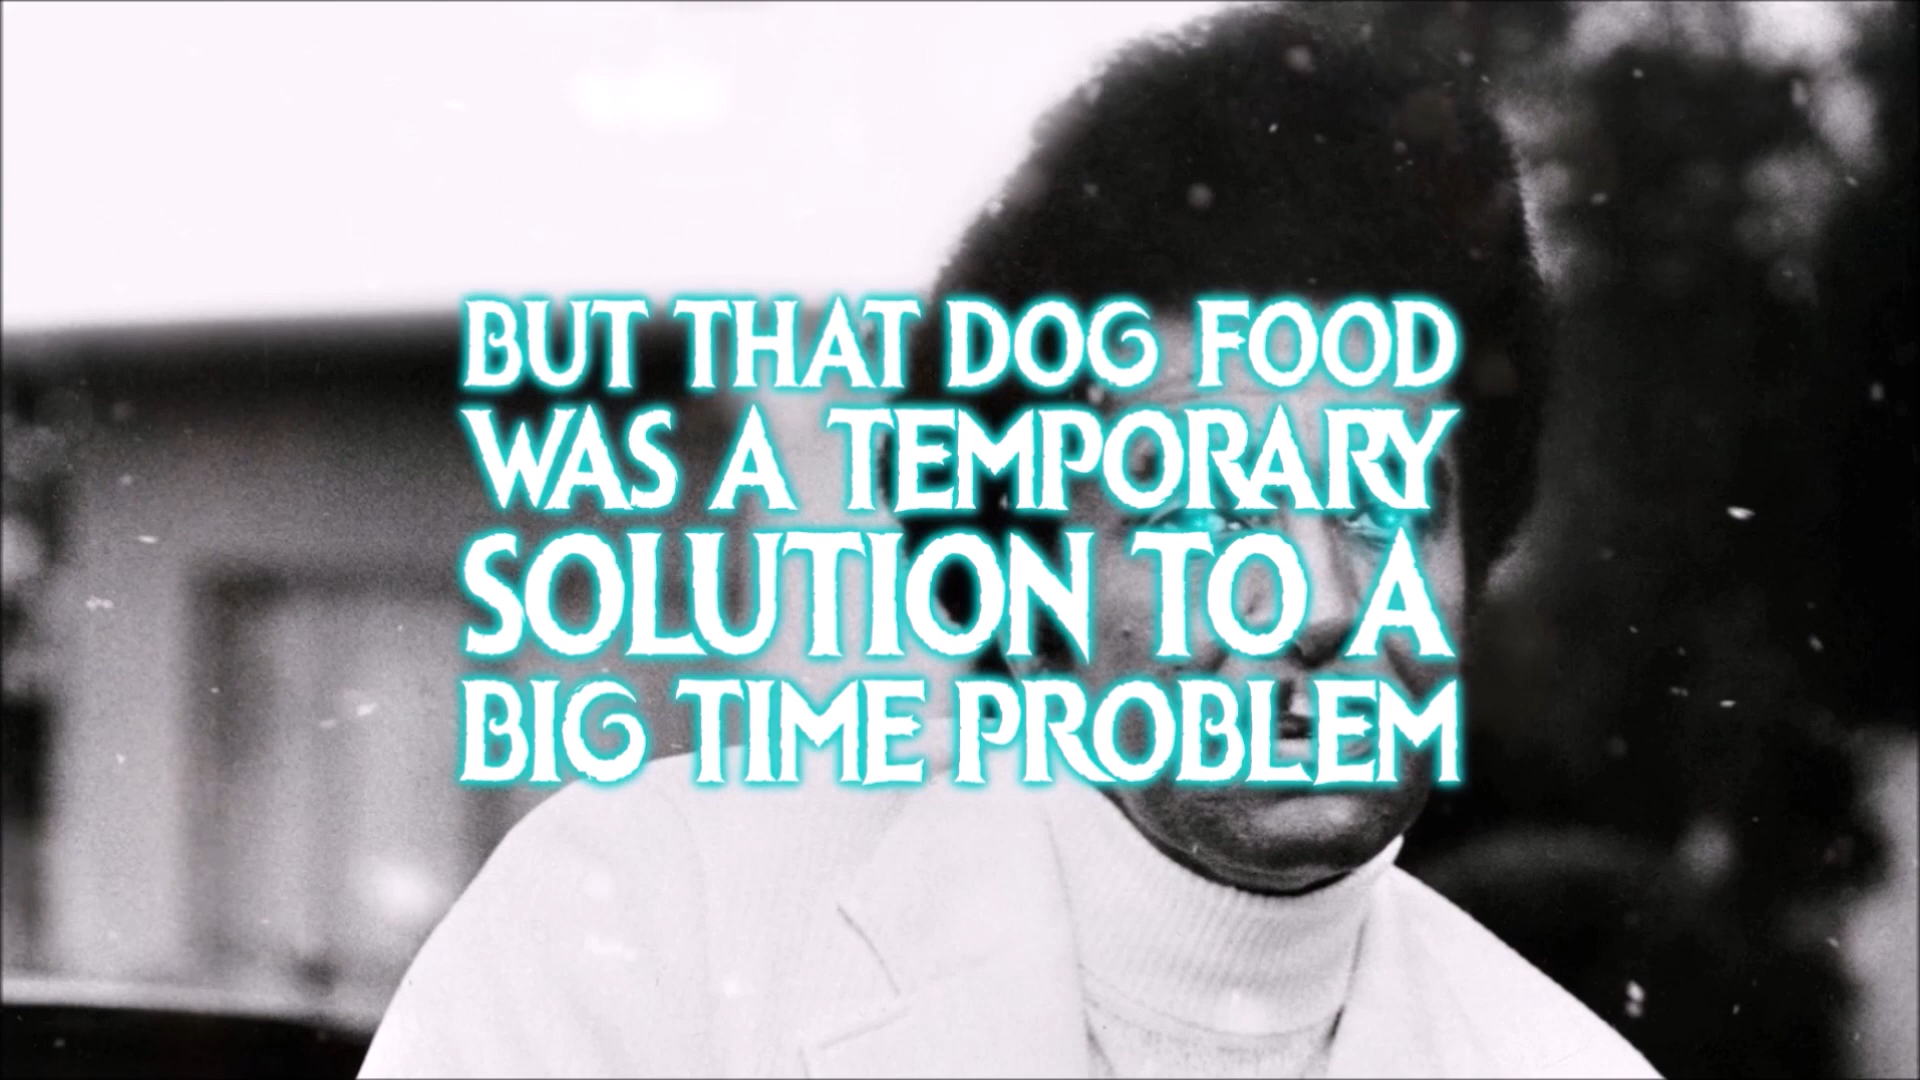 BUT THAT DOG FOOD
WAS A TEMPORARY
SOLUTION TO A
BIG TIME PROBLEM